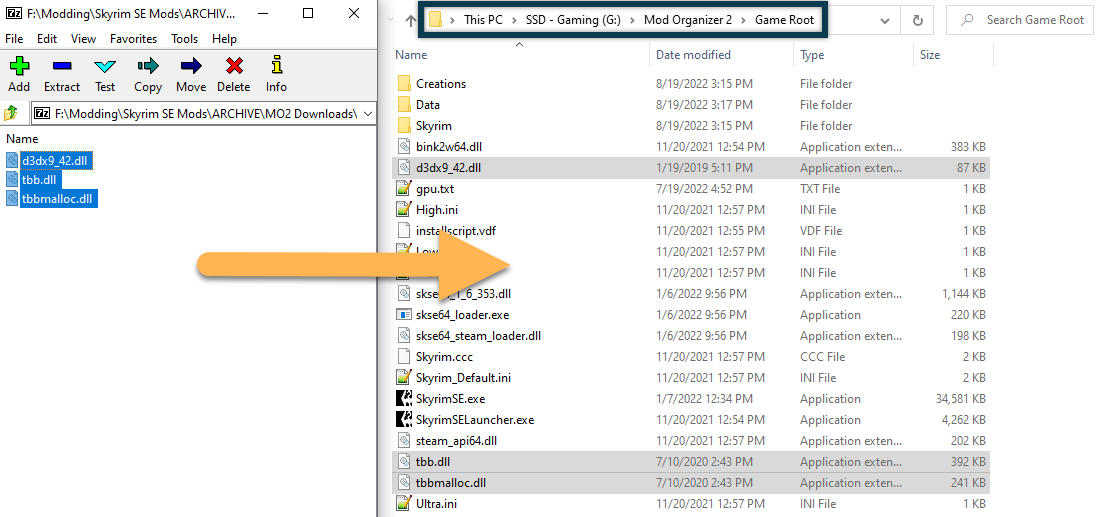 F:\Modding\Skyrim SE Mods\ARCHIVE...
File Edit View Favorites Tools Help
Add Extract Test Copy Move Delete Info
7z F:\Modding\Skyrim SE Mods\ARCHIVE\MO2 Downloads\
Name
d3dx9_42.dll
tbb.dll
tbbmalloc.dll
This PC > SSD - Gaming (G:) > Mod Organizer 2 > Game Root
Search Game Root
Name Date modified Type Size
Creations 8/19/2022 3:15 PM File folder
Data 8/19/2022 3:17 PM File folder
Skyrim 8/19/2022 3:15 PM File folder
bink2w64.dll 11/20/2021 12:54 PM Application exten... 383 KB
d3dx9_42.dll 1/19/2019 5:11 PM Application exten... 87 KB
gpu.txt 7/19/2022 4:52 PM TXT File 1 KB
High.ini 11/20/2021 12:57 PM INI File 1 KB
installscript.vdf 11/20/2021 12:55 PM VDF File 1 KB
11/20/2021 12:57 PM INI File 1 KB
11/20/2021 12:57 PM INI File 1 KB
1/6/2022 9:56 PM Application exten... 1,144 KB
skse64_loader.exe 1/6/2022 9:56 PM Application 220 KB
skse64_steam_loader.dll 1/6/2022 9:56 PM Application exten... 198 KB
Skyrim.ccc 11/20/2021 12:57 PM CCC File 2 KB
Skyrim_Default.ini 11/20/2021 12:57 PM INI File 2 KB
SkyrimSE.exe 1/7/2022 12:34 PM Application 34,581 KB
SkyrimSELauncher.exe 11/20/2021 12:54 PM Application 4,262 KB
steam_api64.dll 11/20/2021 12:57 PM Application exten... 202 KB
tbb.dll 7/10/2020 2:43 PM Application exten... 392 KB
tbbmalloc.dll 7/10/2020 2:43 PM Application exten... 241 KB
Ultra.ini 11/20/2021 12:57 PM INI File 1 KB